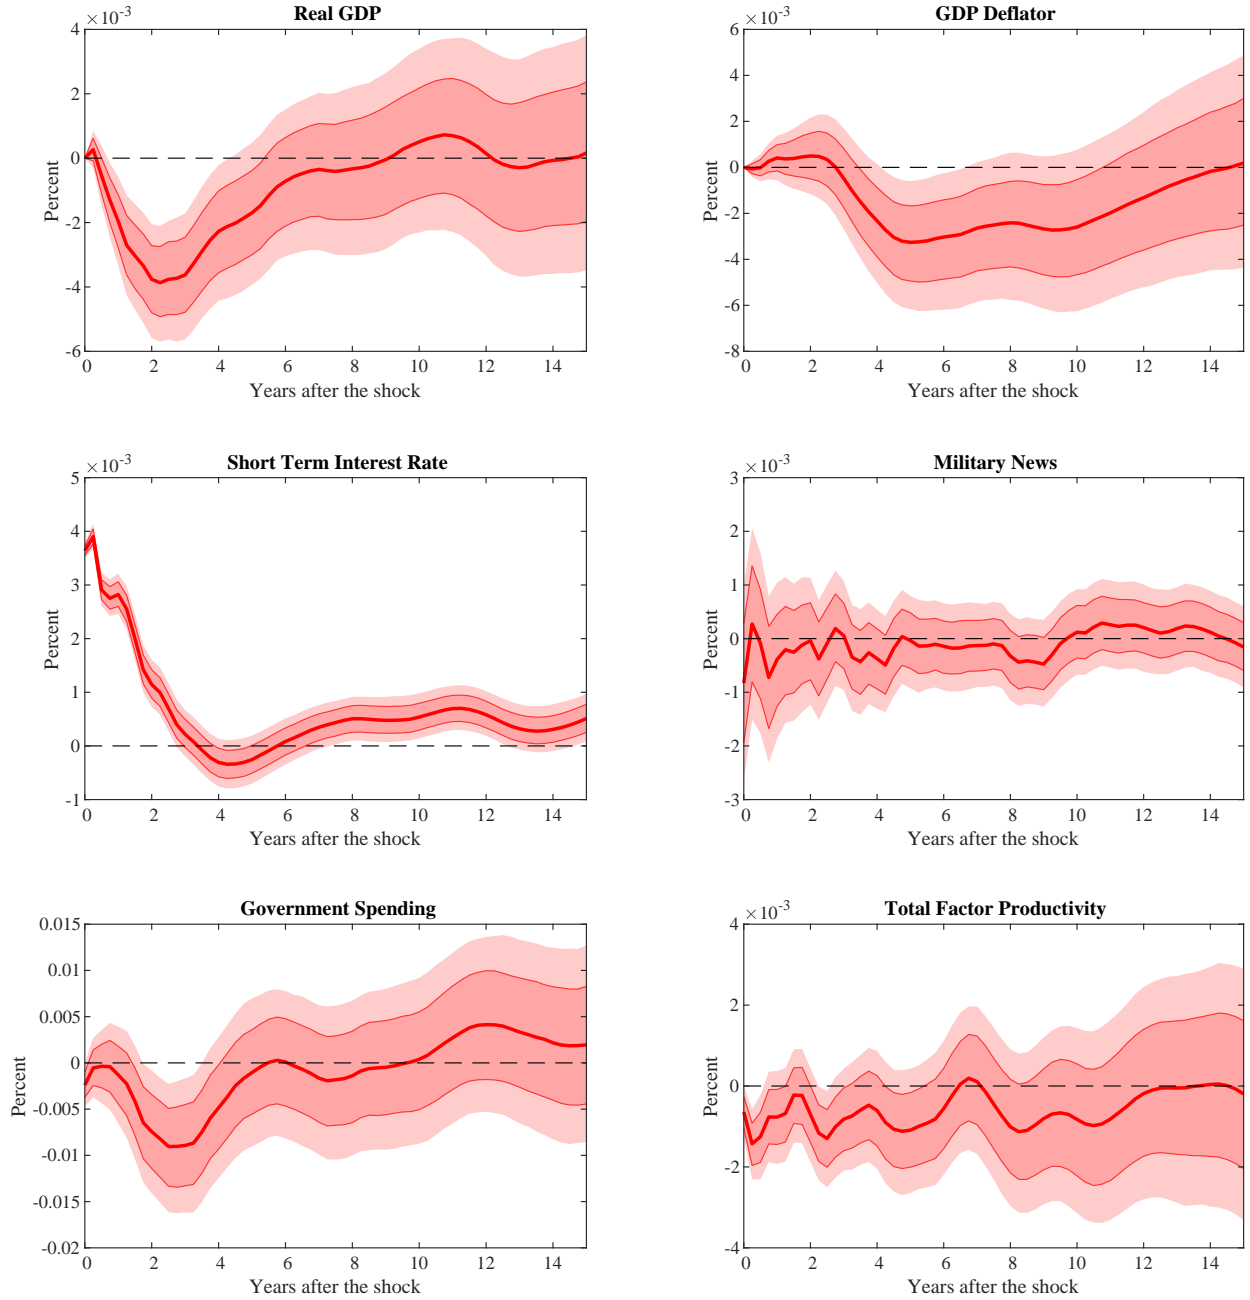 Real GDP
×10-3
4
2
0
-2
-4
-6
Percent
0 2 4 6 8 10 12 14
Years after the shock
GDP Deflator
×10-3
6
4
2
0
-2
-4
-6
-8
Percent
0 2 4 6 8 10 12 14
Years after the shock
Short Term Interest Rate
×10-3
5
4
3
2
1
0
-1
Percent
0 2 4 6 8 10 12 14
Years after the shock
Military News
×10-3
3
2
1
0
-1
-2
-3
Percent
0 2 4 6 8 10 12 14
Years after the shock
Government Spending
0.015
0.01
0.005
0
-0.005
-0.01
-0.015
-0.02
Percent
0 2 4 6 8 10 12 14
Years after the shock
Total Factor Productivity
×10-3
4
2
0
-2
-4
Percent
0 2 4 6 8 10 12 14
Years after the shock